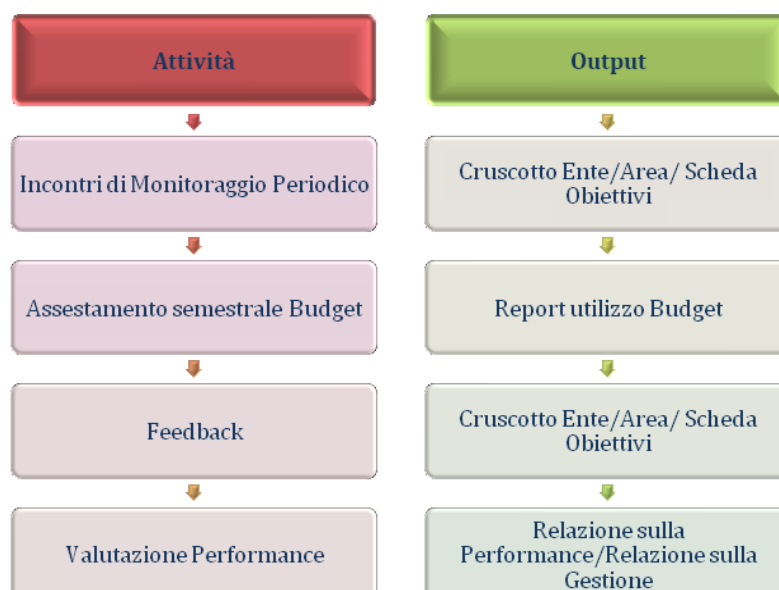 Attività
Incontri di Monitoraggio Periodico
Assestamento semestrale Budget
Feedback
Valutazione Performance
Output
Cruscotto Ente/Area/ Scheda
Obiettivi
Report utilizzo Budget
Cruscotto Ente/Area/ Scheda
Obiettivi
Relazione sulla
Performance/Relazione sulla
Gestione